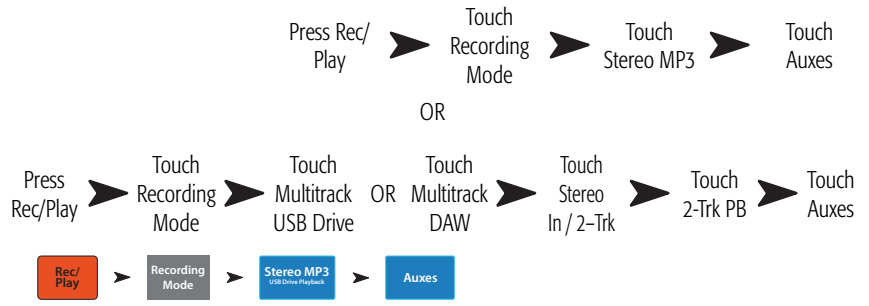 Press Rec/
Play
Touch
Recording
Mode
Touch
Stereo MP3
Touch
Auxes
OR
Press
Rec/Play
Touch
Recording
Mode
Touch
Multitrack
USB Drive
OR
Touch
Multitrack
DAW
Touch
Stereo
In / 2–Trk
Touch
2-Trk PB
Touch
Auxes
Rec/
Play
Recording
Mode
Stereo MP3
USB Drive Playback
Auxes